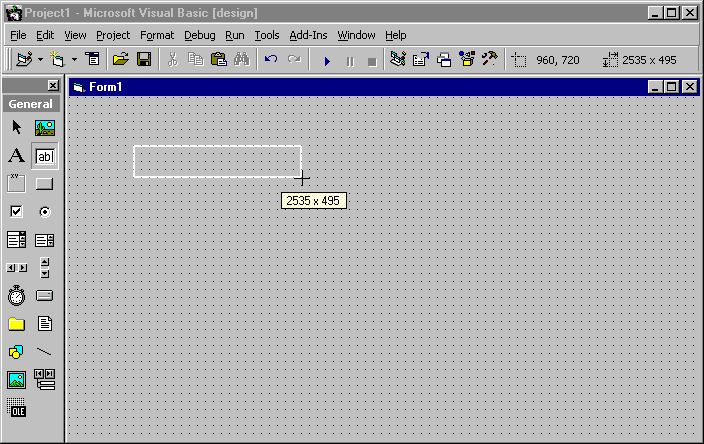 Project1 - Microsoft Visual Basic [design]
File Edit View Project Format Debug Run Tools Add-Ins Window Help
960, 720 2535 x 495
Form1
General
A ab|
xy
2535 x 495
OLE